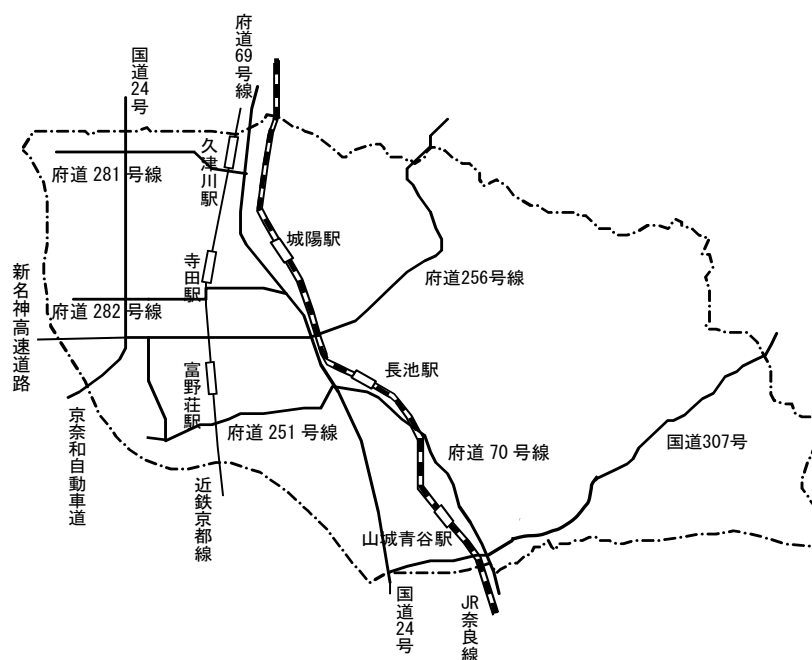 国道24号
府道69号線
久津川駅
府道 281 号線
城陽駅
寺田駅
新名神高速道路
府道256号線
府道 282 号線
長池駅
富野荘駅
京奈和自動車道
府道 251 号線
府道 70 号線
国道307号
近鉄京都線
山城青谷駅
国道24号
JR奈良線